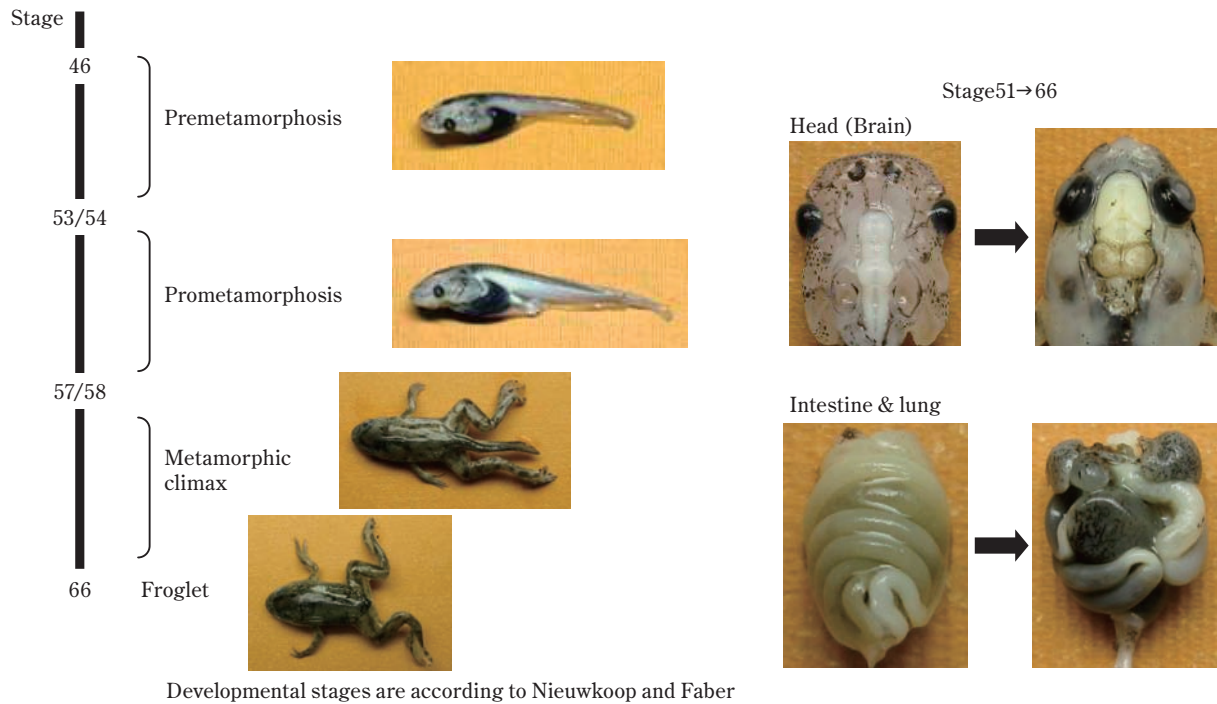 Stage
46
Premetamorphosis
53/54
Prometamorphosis
57/58
Metamorphic
climax
66
Froglet
Stage51→66
Head (Brain)
Intestine & lung
Developmental stages are according to Nieuwkoop and Faber